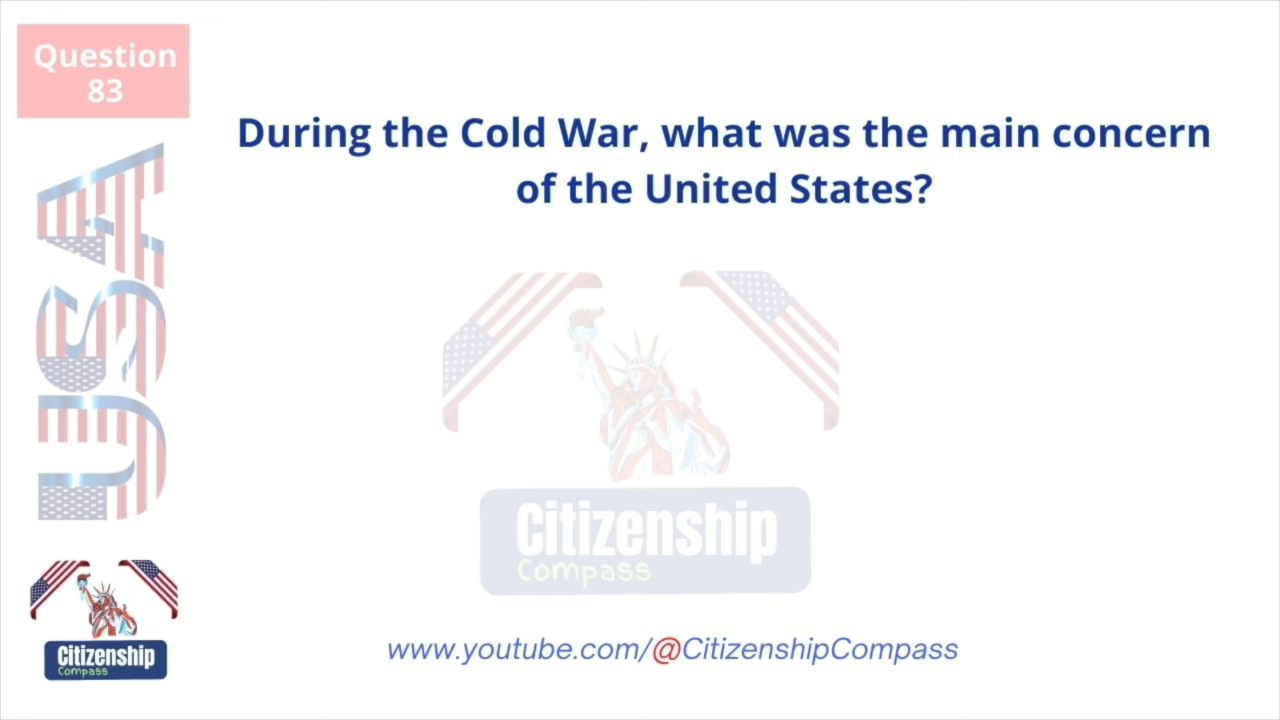 Question
83
During the Cold War, what was the main concern
of the United States?
USA
Citizenship
Compass
Citizenship
Compass
www.youtube.com/@CitizenshipCompass